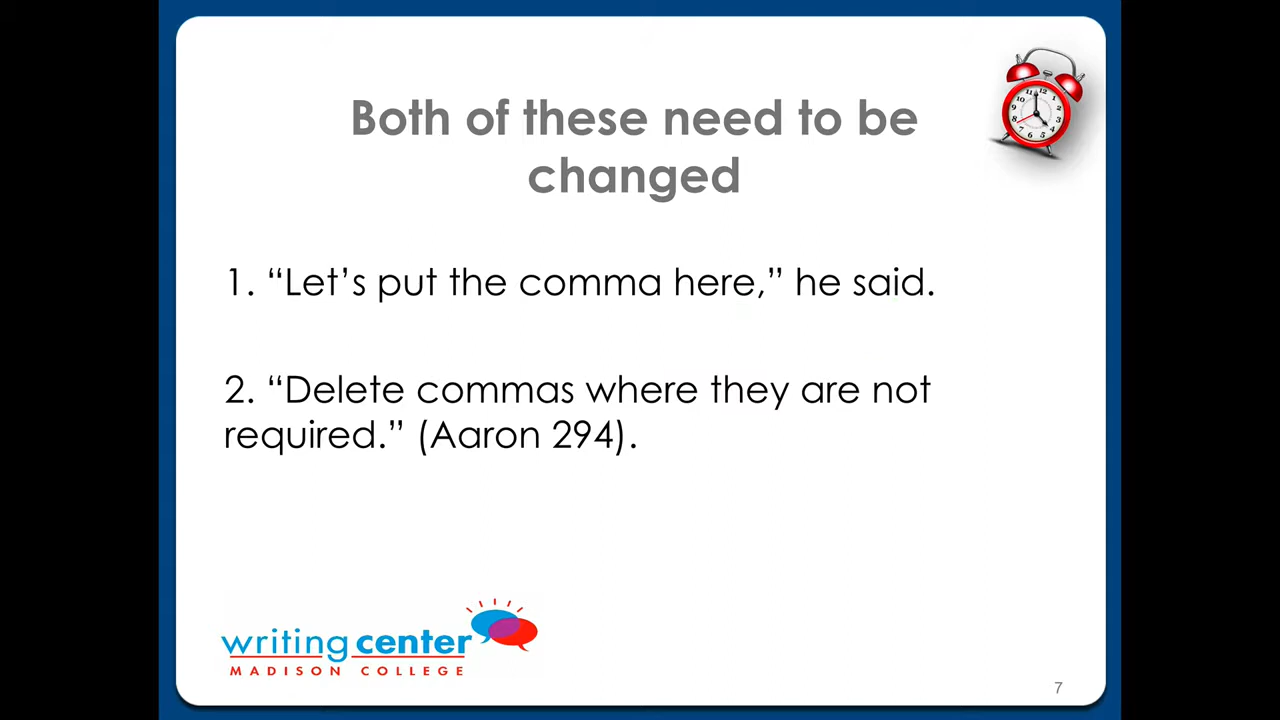 Both of these need to be
changed
1. “Let’s put the comma here,” he said.
2. “Delete commas where they are not
required.” (Aaron 294).
writing center
MADISON COLLEGE
7